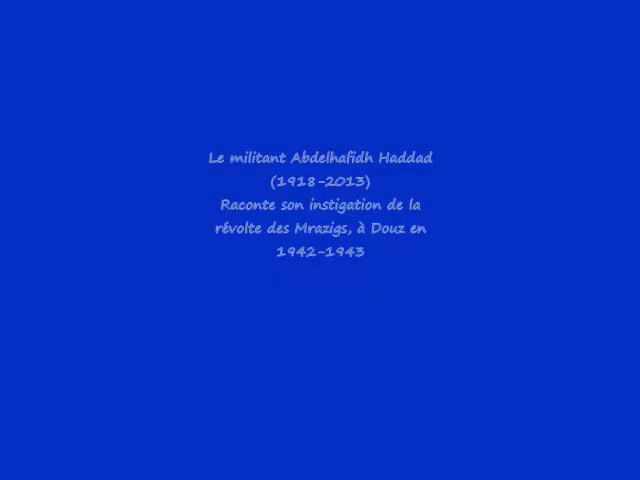 Le militant Abdelhafidh Haddad
(1918-2013)
Raconte son instigation de la
révolte des Mrazigs, à Douz en
1942-1943